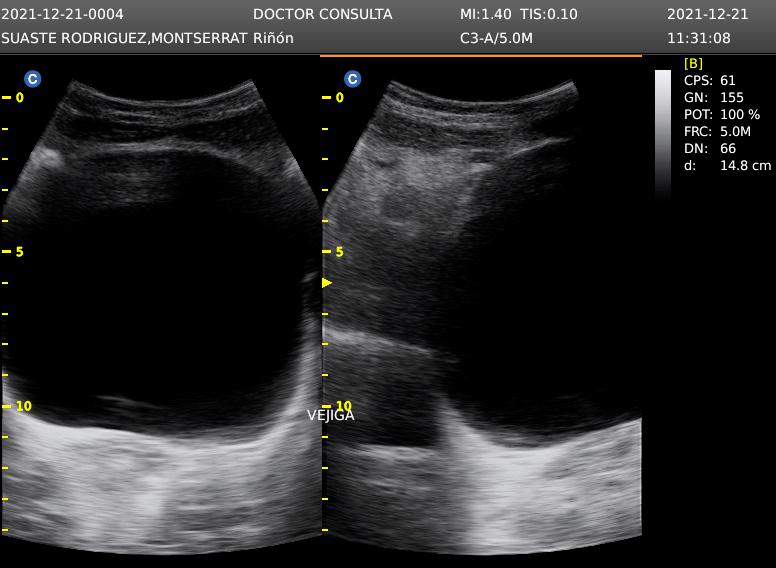 2021-12-21-0004 DOCTOR CONSULTA MI:1.40 TIS:0.10 2021-12-21
SUASTE RODRIGUEZ,MONTSERRAT Riñón C3-A/5.0M 11:31:08
[B]
CPS: 61
GN: 155
POT: 100 %
FRC: 5.0M
DN: 66
d: 14.8 cm
C C
0 0
5 5
10 10
VEJIGA